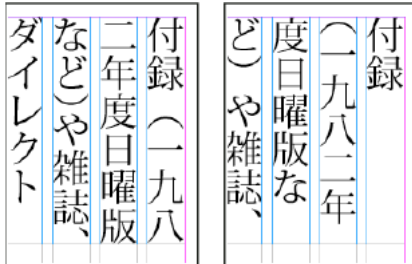 付録（一九八
二年度日曜版
など）や雑誌、
ダイレクト
付録
（一九八二年
度日曜版な
ど）や雑誌、